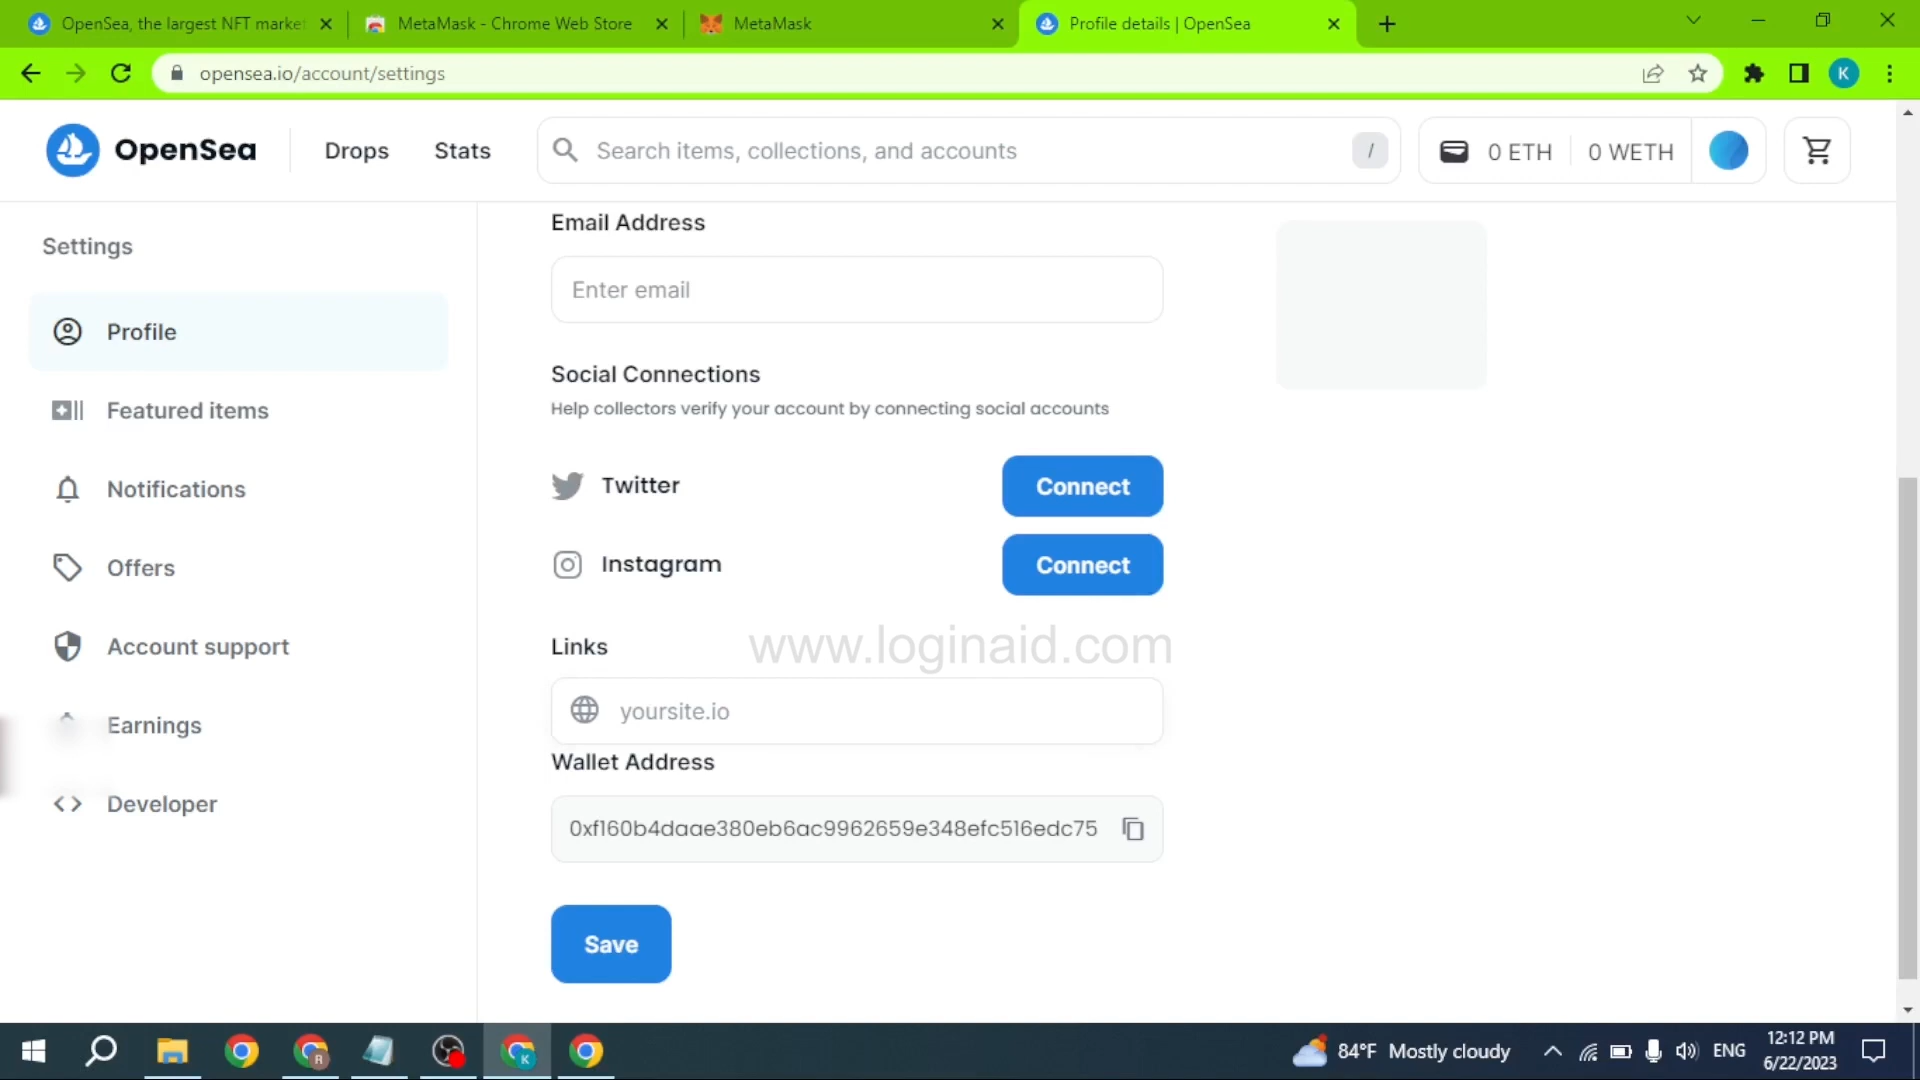 OpenSea, the largest NFT market
MetaMask - Chrome Web Store
MetaMask
Profile details | OpenSea
opensea.io/account/settings
K
OpenSea
Drops
Stats
Search items, collections, and accounts
/
0 ETH
0 WETH
Settings
Profile
Featured items
Notifications
Offers
Account support
Earnings
Developer
Email Address
Enter email
Social Connections
Help collectors verify your account by connecting social accounts
Twitter
Connect
Instagram
Connect
Links
www.loginaid.com
yoursite.io
Wallet Address
0xf160b4daae380eb6ac9962659e348efc516edc75
Save
R
K
84°F Mostly cloudy
ENG
12:12 PM
6/22/2023